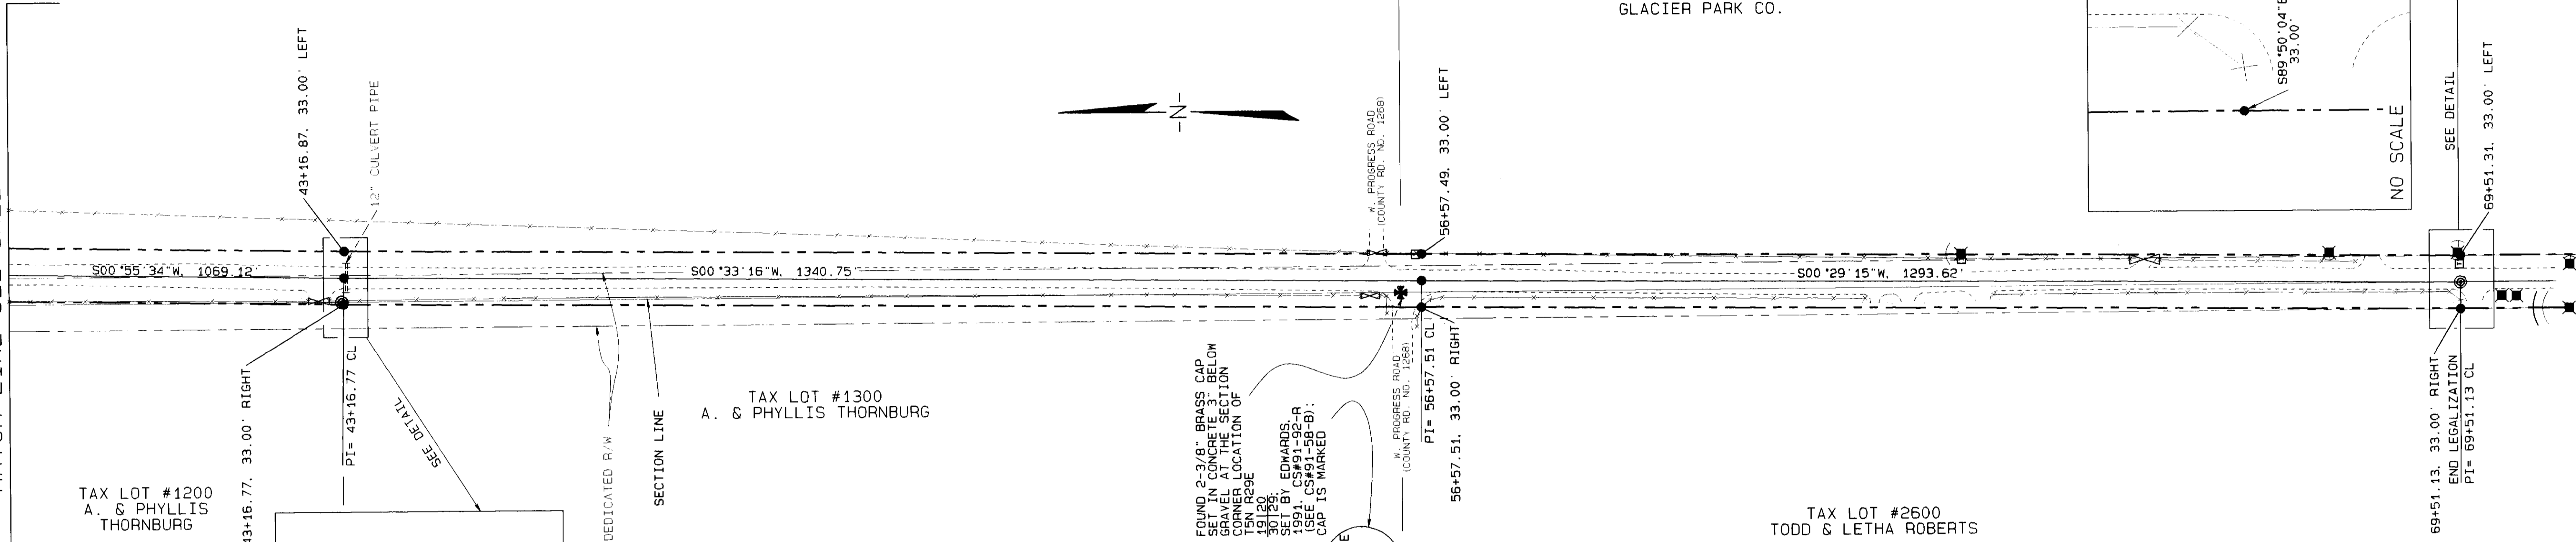 GLACIER PARK CO.
43+16.87. 33.00' LEFT
12" CULVERT PIPE
-N-
W. PROGRESS ROAD
(COUNTY RD. NO. 1268)
56+57.49. 33.00' LEFT
S89°50'04"E
33.00'
NO SCALE
SEE DETAIL
69+51.31. 33.00' LEFT
S00°55'34"W. 1069.12'
S00°33'16"W. 1340.75'
S00°29'15"W. 1293.62'
43+16.77. 33.00' RIGHT
PI= 43+16.77 CL
SEE DETAIL
DEDICATED R/W
SECTION LINE
TAX LOT #1300
A. & PHYLLIS THORNBURG
TAX LOT #1200
A. & PHYLLIS
THORNBURG
FOUND 2-3/8" BRASS CAP
SET IN CONCRETE 3" BELOW
GRAVEL AT THE SECTION
CORNER LOCATION OF
T5N R29E
19|20
30|29.
SET BY EDWARDS.
1991. CS#91-92-R
(SEE CS#91-58-B);
CAP IS MARKED
W. PROGRESS ROAD
(COUNTY RD. NO. 1268)
PI= 56+57.51 CL
56+57.51. 33.00' RIGHT
TAX LOT #2600
TODD & LETHA ROBERTS
69+51.13. 33.00' RIGHT
END LEGALIZATION
PI= 69+51.13 CL